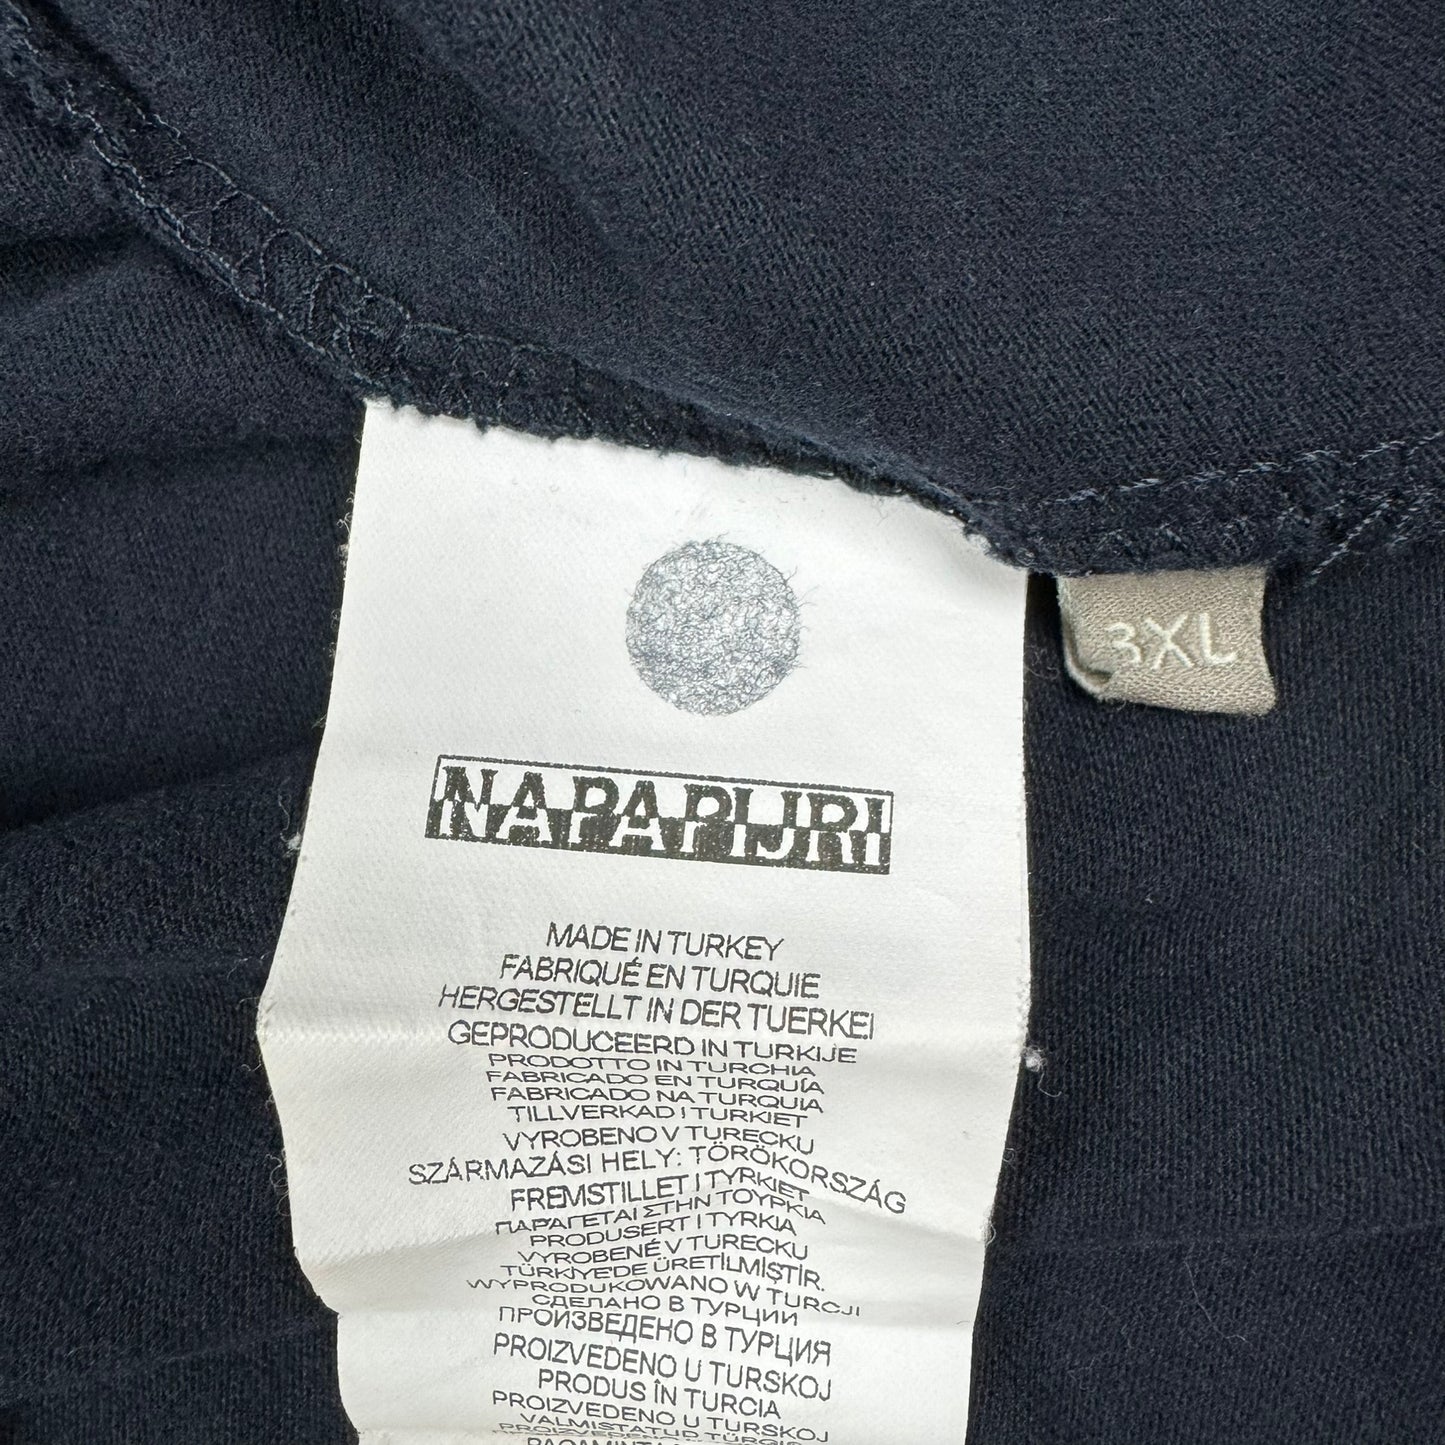 3XL
NAPAPIJRI
MADE IN TURKEY
FABRIQUÉ EN TURQUIE
HERGESTELLT IN DER TUERKEI
GEPRODUCEERD IN TURKIJE
PRODOTTO IN TURCHIA
FABRICADO EN TURQUÍA
FABRICADO NA TURQUIA
TILLVERKAD I TURKIET
VYROBENO V TURECKU
SZÁRMAZÁSI HELY: TÖRÖKORSZÁG
FREMSTILLET I TYRKIET
ΠΑΡΑΓΕΤΑΙ ΣΤΗΝ ΤΟΥΡΚΙΑ
PRODUSERT I TYRKIA
VYROBENÉ V TURECKU
TÜRKİYE'DE ÜRETİLMİŞTİR.
WYPRODUKOWANO W TURCJI
СДЕЛАНО В ТУРЦИИ
ПРОИЗВЕДЕНО В ТУРЦИЯ
PROIZVEDENO U TURSKOJ
PRODUS ÎN TURCIA
PROIZVEDENO U TURSKOJ
VALMISTATUD TÜRGIS